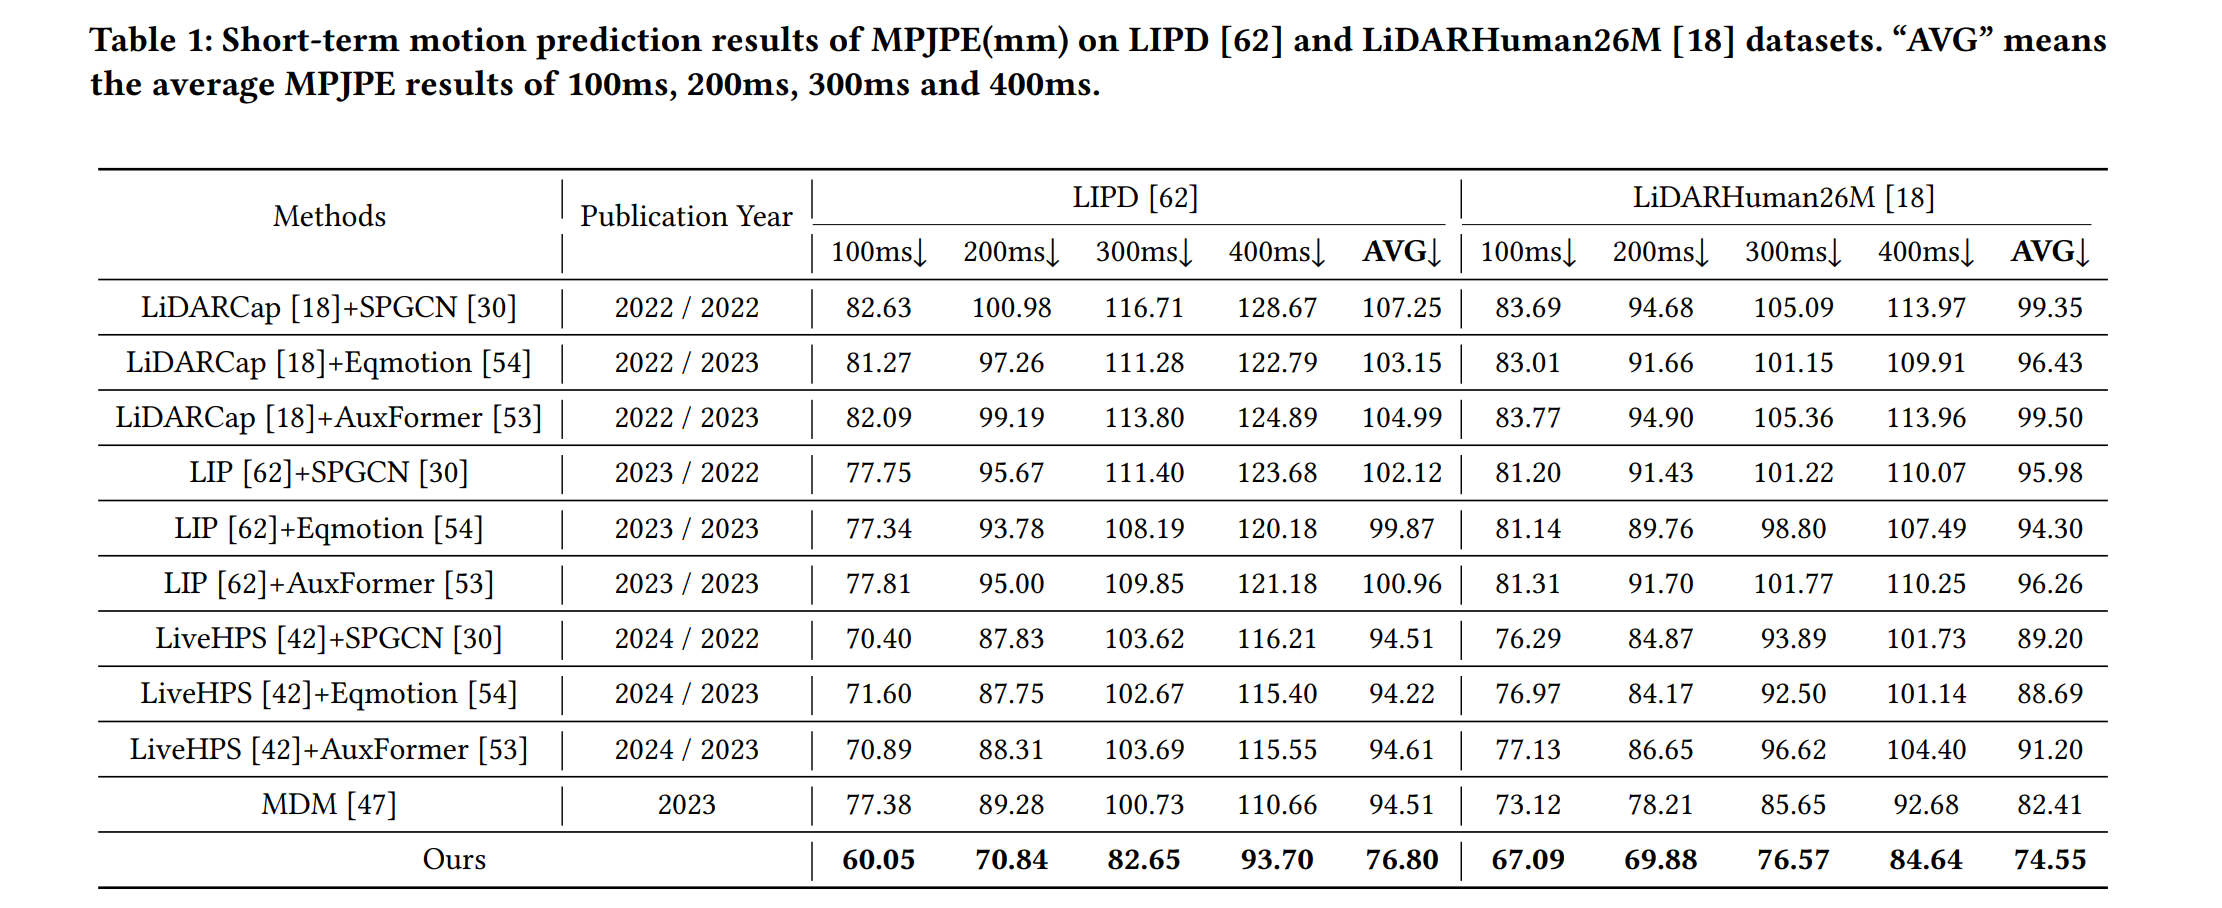 Table 1: Short-term motion prediction results of MPJPE(mm) on LIPD [62] and LiDARHuman26M [18] datasets. “AVG” means
the average MPJPE results of 100ms, 200ms, 300ms and 400ms.
Methods Publication Year LIPD [62] LiDARHuman26M [18]
100ms↓ 200ms↓ 300ms↓ 400ms↓ AVG↓ 100ms↓ 200ms↓ 300ms↓ 400ms↓ AVG↓
LiDARCap [18]+SPGCN [30] 2022 / 2022 82.63 100.98 116.71 128.67 107.25 83.69 94.68 105.09 113.97 99.35
LiDARCap [18]+Eqmotion [54] 2022 / 2023 81.27 97.26 111.28 122.79 103.15 83.01 91.66 101.15 109.91 96.43
LiDARCap [18]+AuxFormer [53] 2022 / 2023 82.09 99.19 113.80 124.89 104.99 83.77 94.90 105.36 113.96 99.50
LIP [62]+SPGCN [30] 2023 / 2022 77.75 95.67 111.40 123.68 102.12 81.20 91.43 101.22 110.07 95.98
LIP [62]+Eqmotion [54] 2023 / 2023 77.34 93.78 108.19 120.18 99.87 81.14 89.76 98.80 107.49 94.30
LIP [62]+AuxFormer [53] 2023 / 2023 77.81 95.00 109.85 121.18 100.96 81.31 91.70 101.77 110.25 96.26
LiveHPS [42]+SPGCN [30] 2024 / 2022 70.40 87.83 103.62 116.21 94.51 76.29 84.87 93.89 101.73 89.20
LiveHPS [42]+Eqmotion [54] 2024 / 2023 71.60 87.75 102.67 115.40 94.22 76.97 84.17 92.50 101.14 88.69
LiveHPS [42]+AuxFormer [53] 2024 / 2023 70.89 88.31 103.69 115.55 94.61 77.13 86.65 96.62 104.40 91.20
MDM [47] 2023 77.38 89.28 100.73 110.66 94.51 73.12 78.21 85.65 92.68 82.41
Ours 60.05 70.84 82.65 93.70 76.80 67.09 69.88 76.57 84.64 74.55